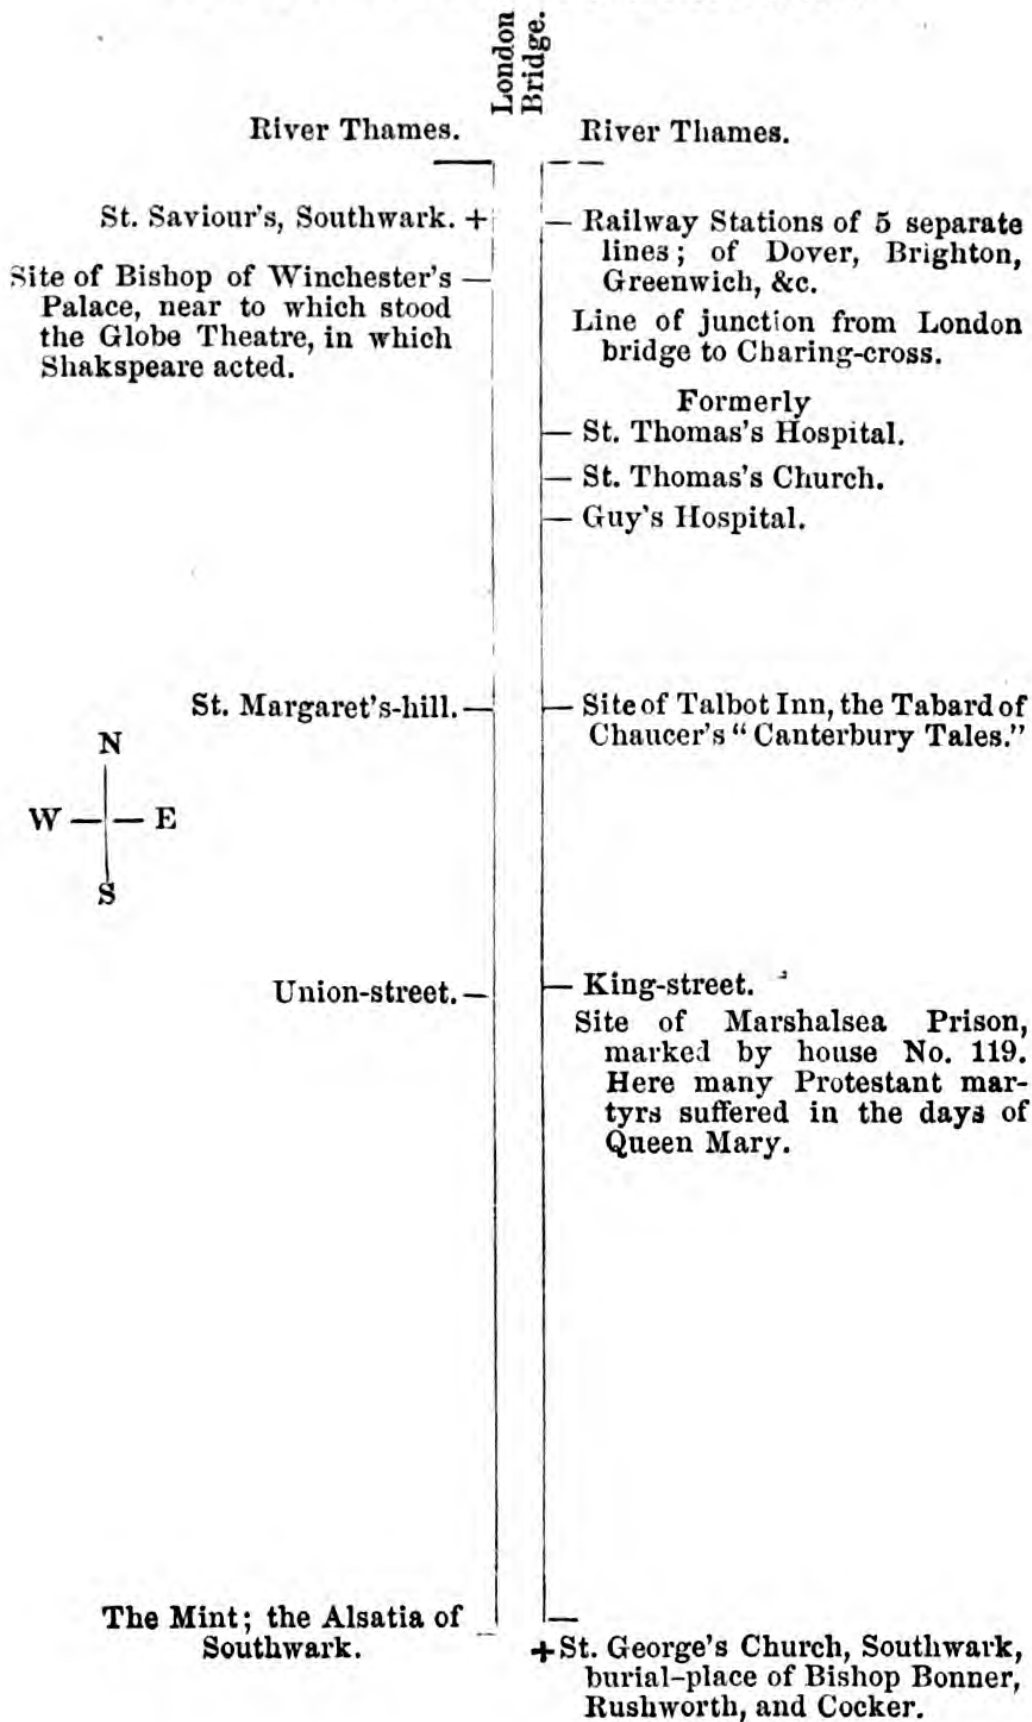 London
Bridge.
River Thames.
River Thames.
St. Saviour's, Southwark. +
Site of Bishop of Winchester's
Palace, near to which stood
the Globe Theatre, in which
Shakspeare acted.
Railway Stations of 5 separate
lines; of Dover, Brighton,
Greenwich, &c.
Line of junction from London
bridge to Charing-cross.
Formerly
St. Thomas's Hospital.
St. Thomas's Church.
Guy's Hospital.
St. Margaret's-hill.
Site of Talbot Inn, the Tabard of
Chaucer's "Canterbury Tales."
N
W E
S
Union-street.
King-street.
Site of Marshalsea Prison,
marked by house No. 119.
Here many Protestant mar-
tyrs suffered in the days of
Queen Mary.
The Mint; the Alsatia of
Southwark.
+ St. George's Church, Southwark,
burial-place of Bishop Bonner,
Rushworth, and Cocker.